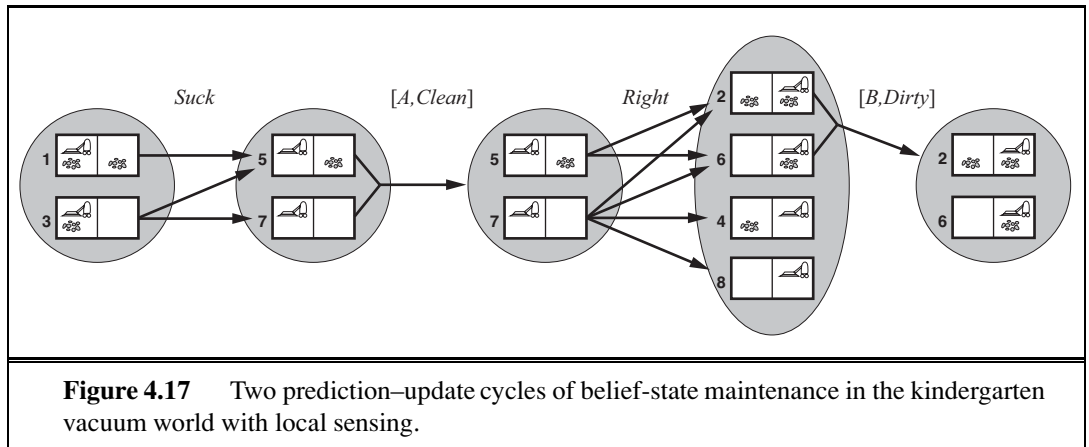 Suck
[A,Clean]
Right
[B,Dirty]
1
3
5
7
5
7
2
6
4
8
2
6
Figure 4.17 Two prediction–update cycles of belief-state maintenance in the kindergarten
vacuum world with local sensing.